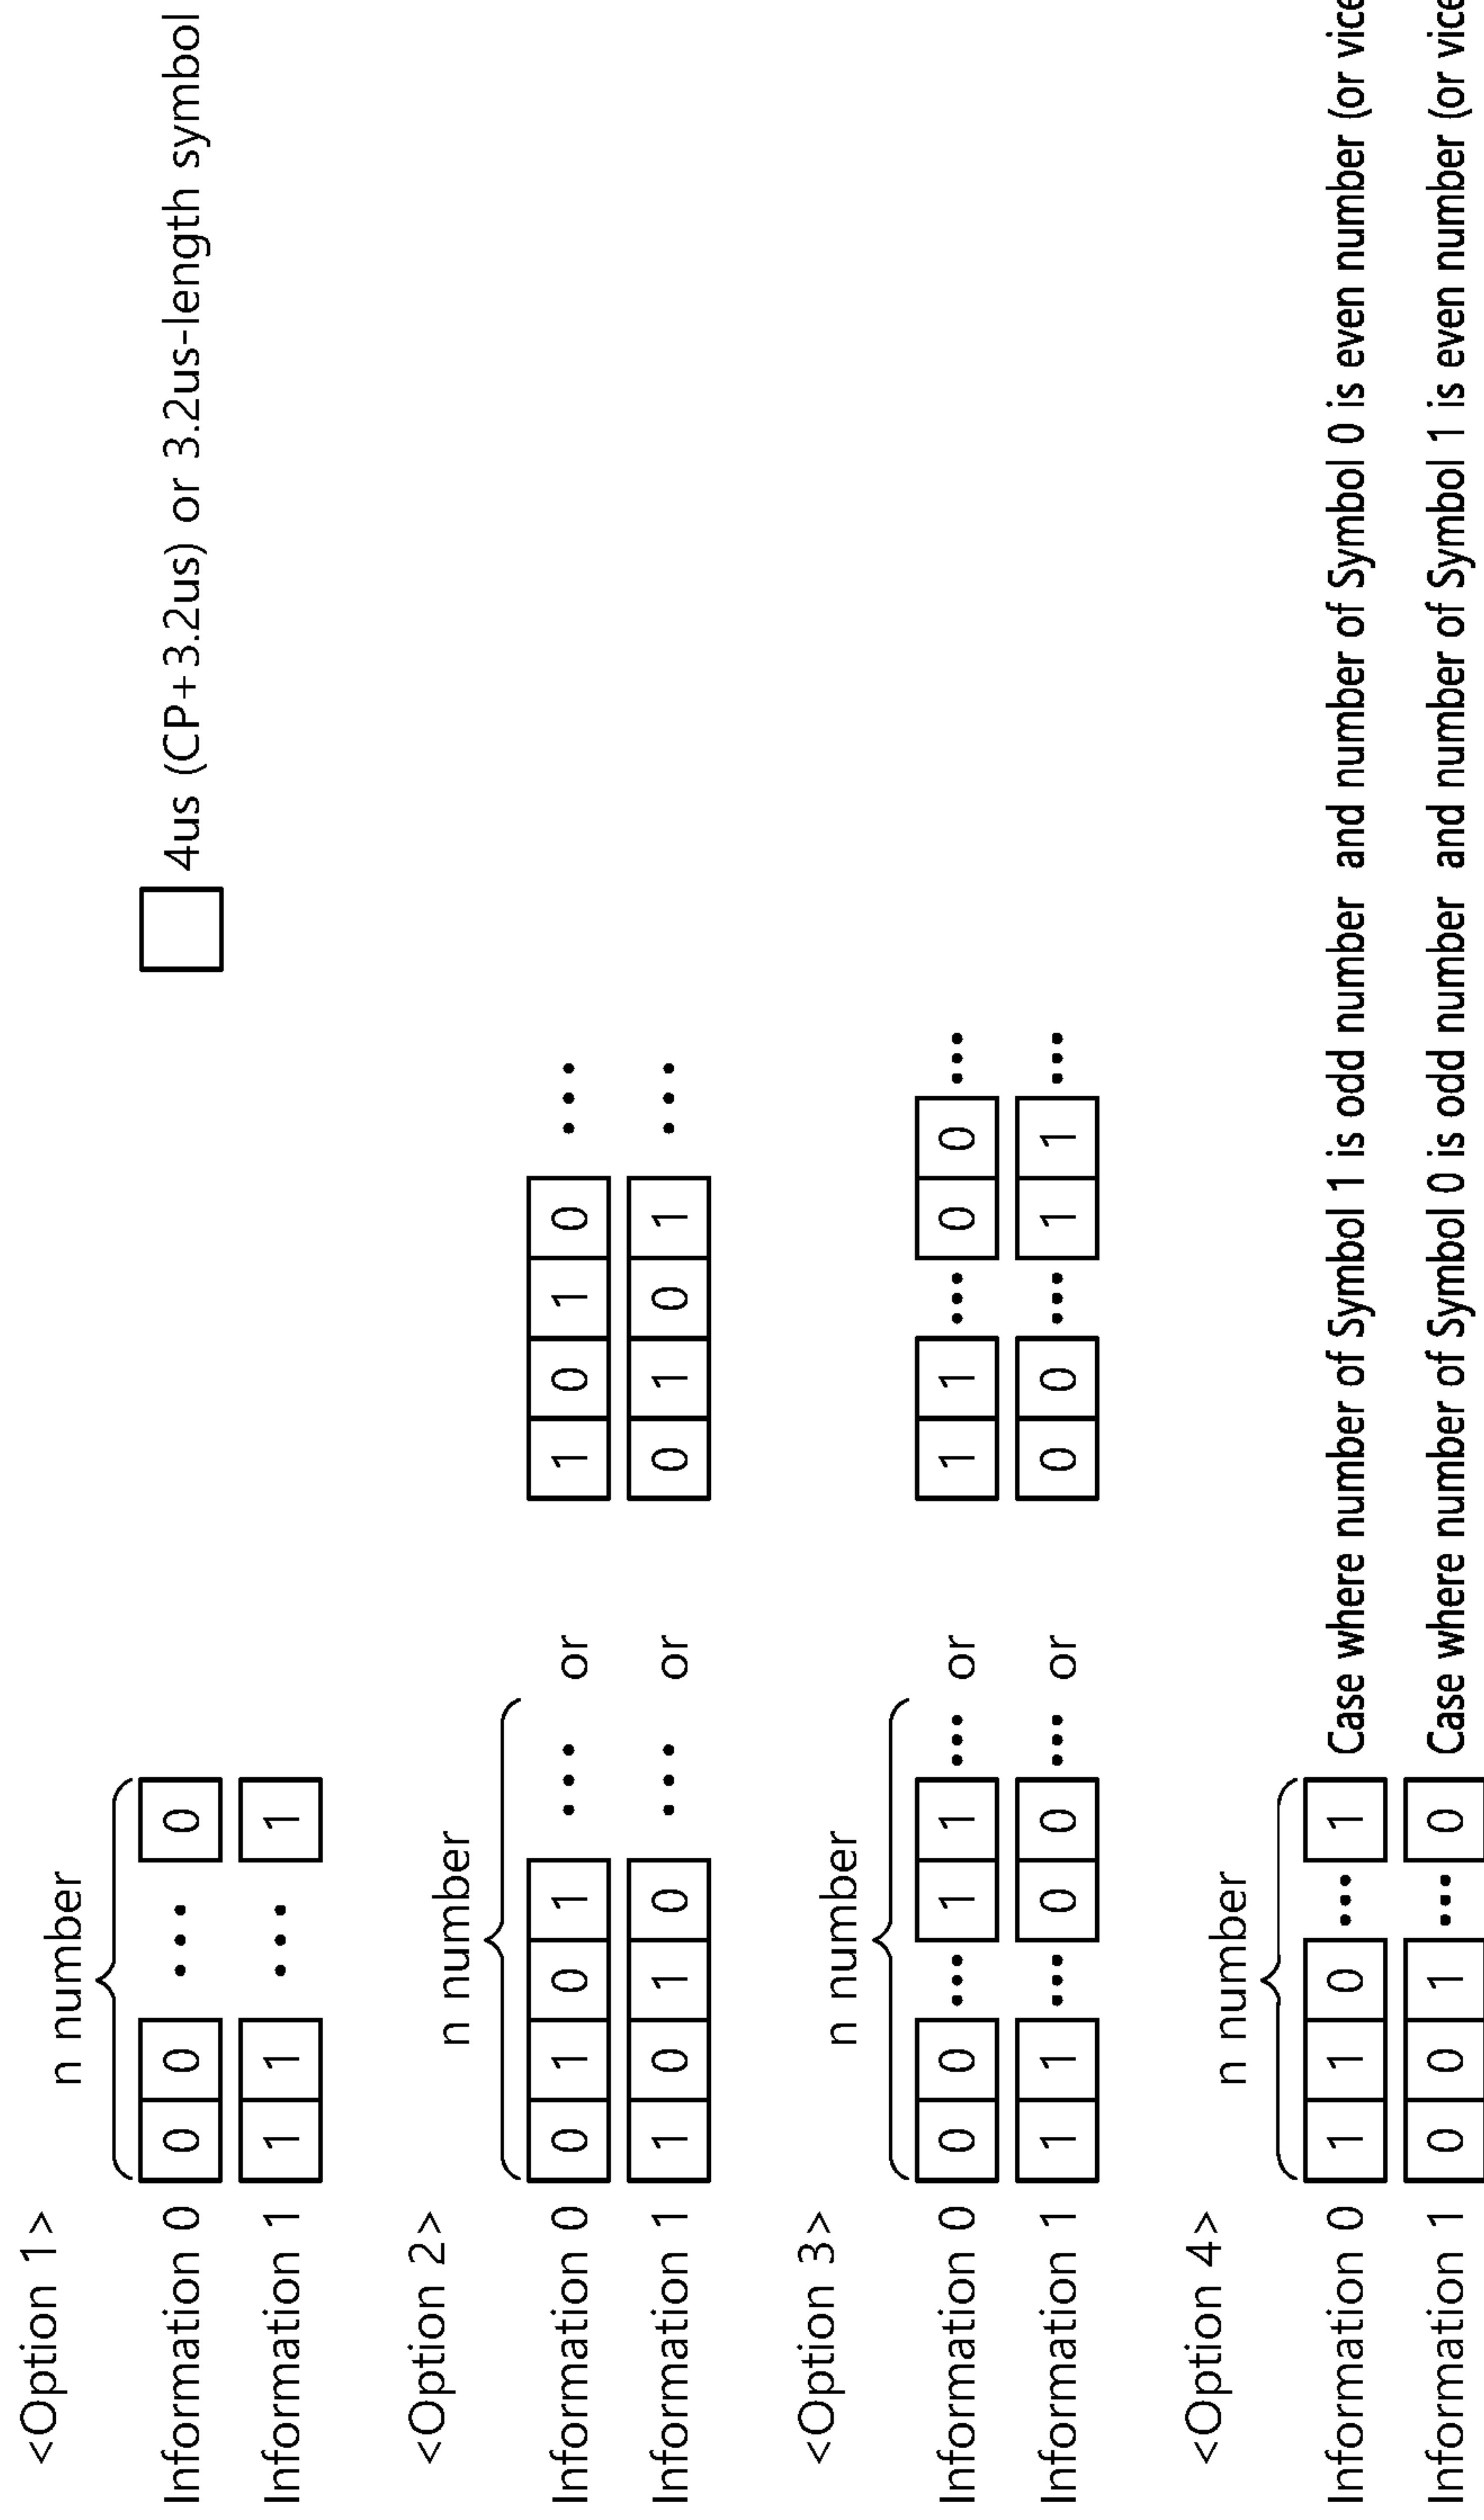 <Option 1>
n number
Information 0 0 0 ••• 0
4us (CP+3.2us) or 3.2us-length symbol
Information 1 1 1 ••• 1
<Option 2>
n number
Information 0 0 1 0 1 ••• or 1 0 1 0 •••
Information 1 1 0 1 0 ••• or 0 1 0 1 •••
<Option 3>
n number
Information 0 0 0 ••• 1 1 ••• or 1 1 ••• 0 0 •••
Information 1 1 1 ••• 0 0 ••• or 0 0 ••• 1 1 •••
<Option 4>
n number
Information 0 1 1 0 ••• 1 Case where number of Symbol 1 is odd number and number of Symbol 0 is even number (or vice
Information 1 0 0 1 ••• 0 Case where number of Symbol 0 is odd number and number of Symbol 1 is even number (or vice